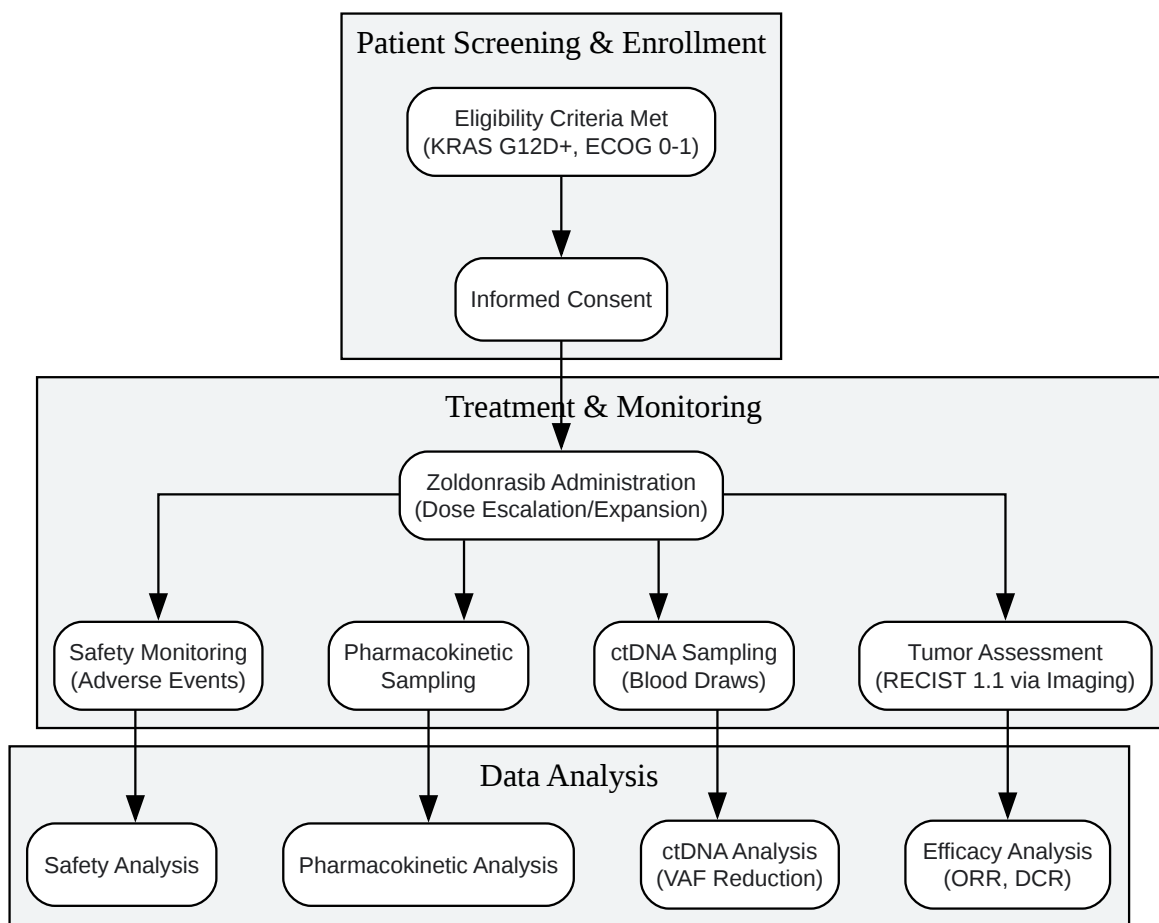 Patient Screening & Enrollment
Eligibility Criteria Met
(KRAS G12D+, ECOG 0-1)
Informed Consent
Treatment & Monitoring
Zoldonrasib Administration
(Dose Escalation/Expansion)
Safety Monitoring
(Adverse Events)
Pharmacokinetic
Sampling
ctDNA Sampling
(Blood Draws)
Tumor Assessment
(RECIST 1.1 via Imaging)
Data Analysis
Safety Analysis
Pharmacokinetic Analysis
ctDNA Analysis
(VAF Reduction)
Efficacy Analysis
(ORR, DCR)